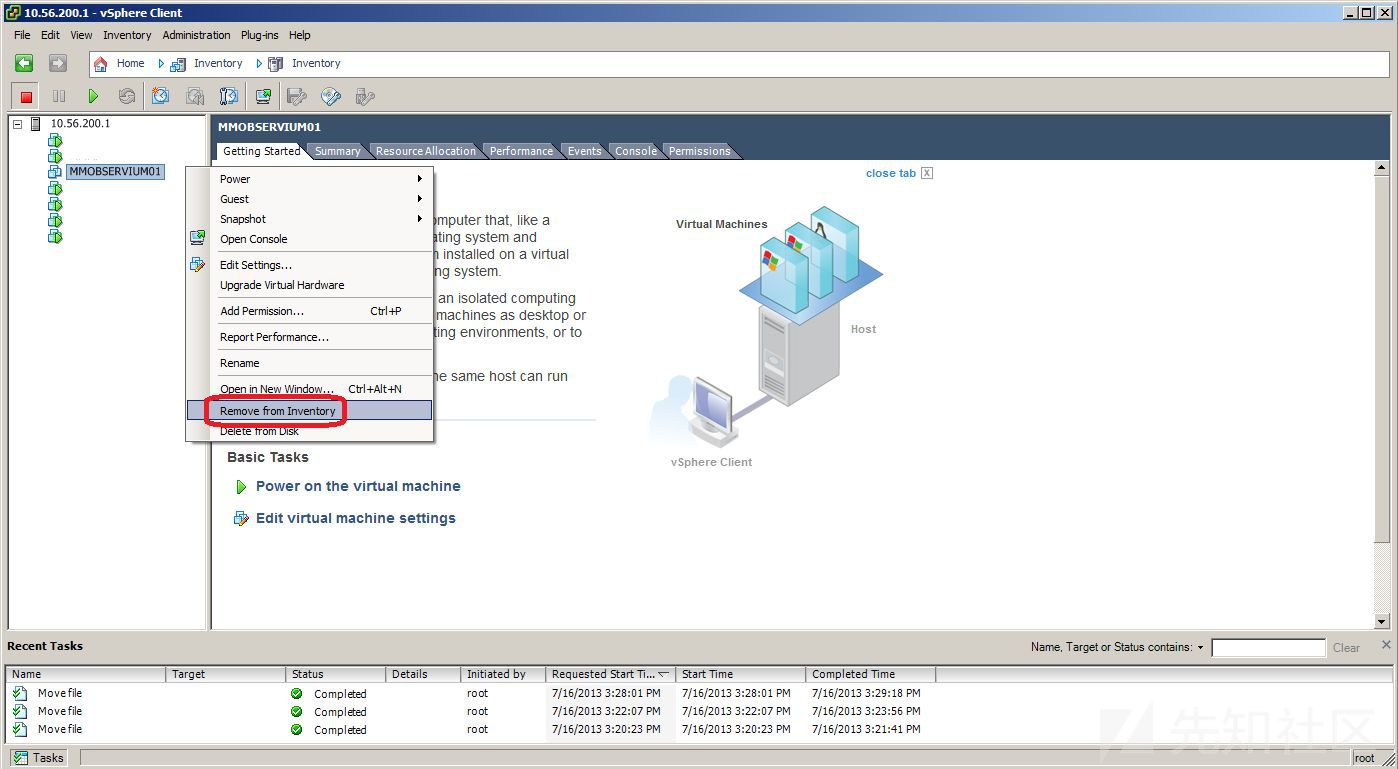 10.56.200.1 - vSphere Client
File Edit View Inventory Administration Plug-ins Help
Home Inventory Inventory
10.56.200.1
MMOBSERVIUM01
MMOBSERVIUM01
Getting Started Summary Resource Allocation Performance Events Console Permissions
close tab X
Power
Guest
Snapshot
Open Console
Edit Settings...
Upgrade Virtual Hardware
Add Permission... Ctrl+P
Report Performance...
Rename
Open in New Window... Ctrl+Alt+N
Remove from Inventory
Delete from Disk
computer that, like a
ating system and
n installed on a virtual
ng system.
an isolated computing
machines as desktop or
ting environments, or to
he same host can run
Basic Tasks
Power on the virtual machine
Edit virtual machine settings
Virtual Machines
Host
vSphere Client
Recent Tasks
Name, Target or Status contains: Clear
Name Target Status Details Initiated by Requested Start Ti... Start Time Completed Time
Move file Completed root 7/16/2013 3:28:01 PM 7/16/2013 3:28:01 PM 7/16/2013 3:29:18 PM
Move file Completed root 7/16/2013 3:22:07 PM 7/16/2013 3:22:07 PM 7/16/2013 3:23:56 PM
Move file Completed root 7/16/2013 3:20:23 PM 7/16/2013 3:20:23 PM 7/16/2013 3:21:41 PM
先知社区
Tasks root